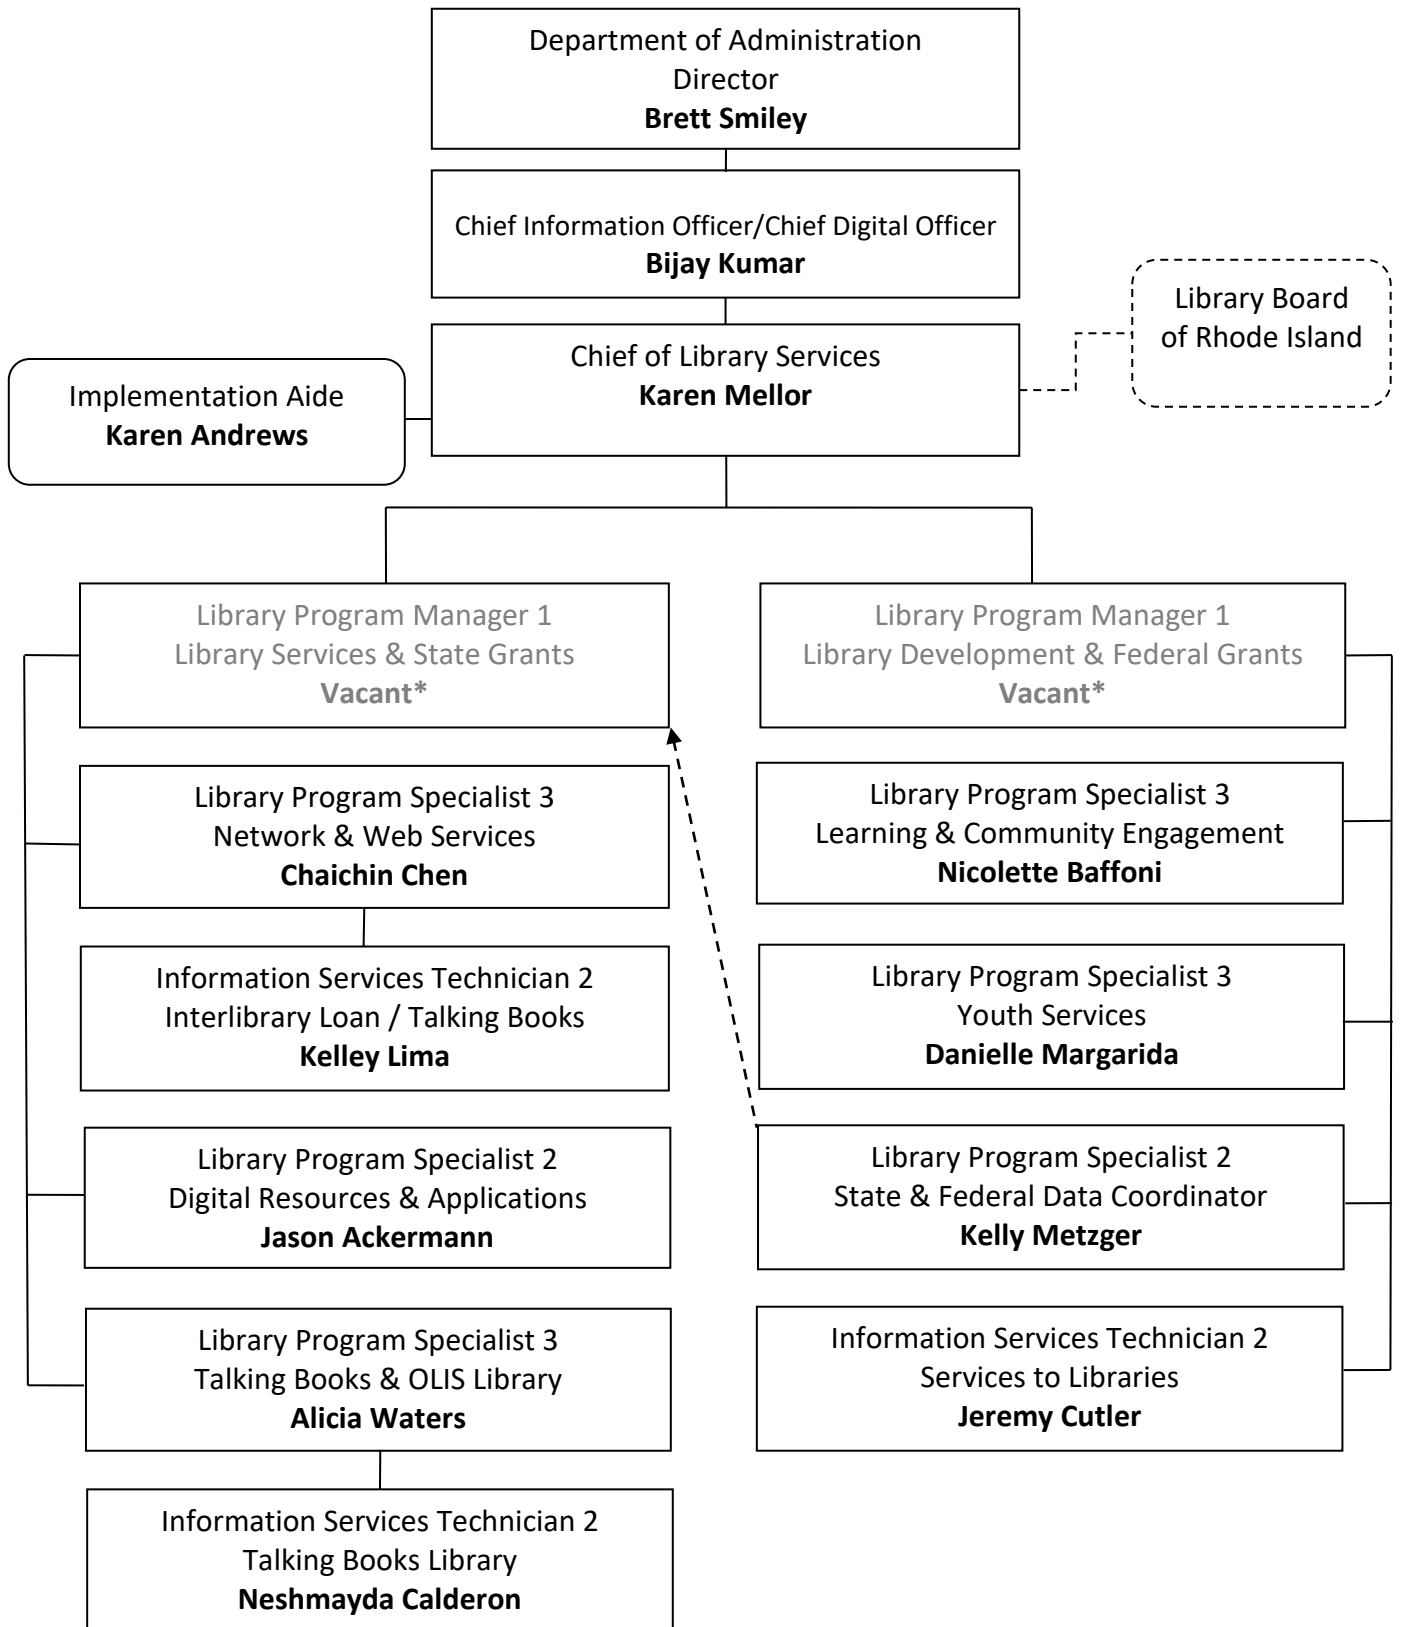 Department of Administration
Director
Brett Smiley
Chief Information Officer/Chief Digital Officer
Bijay Kumar
Library Board
of Rhode Island
Chief of Library Services
Karen Mellor
Implementation Aide
Karen Andrews
Library Program Manager 1
Library Services & State Grants
Vacant*
Library Program Manager 1
Library Development & Federal Grants
Vacant*
Library Program Specialist 3
Network & Web Services
Chaichin Chen
Library Program Specialist 3
Learning & Community Engagement
Nicolette Baffoni
Information Services Technician 2
Interlibrary Loan / Talking Books
Kelley Lima
Library Program Specialist 3
Youth Services
Danielle Margarida
Library Program Specialist 2
Digital Resources & Applications
Jason Ackermann
Library Program Specialist 2
State & Federal Data Coordinator
Kelly Metzger
Library Program Specialist 3
Talking Books & OLIS Library
Alicia Waters
Information Services Technician 2
Services to Libraries
Jeremy Cutler
Information Services Technician 2
Talking Books Library
Neshmayda Calderon